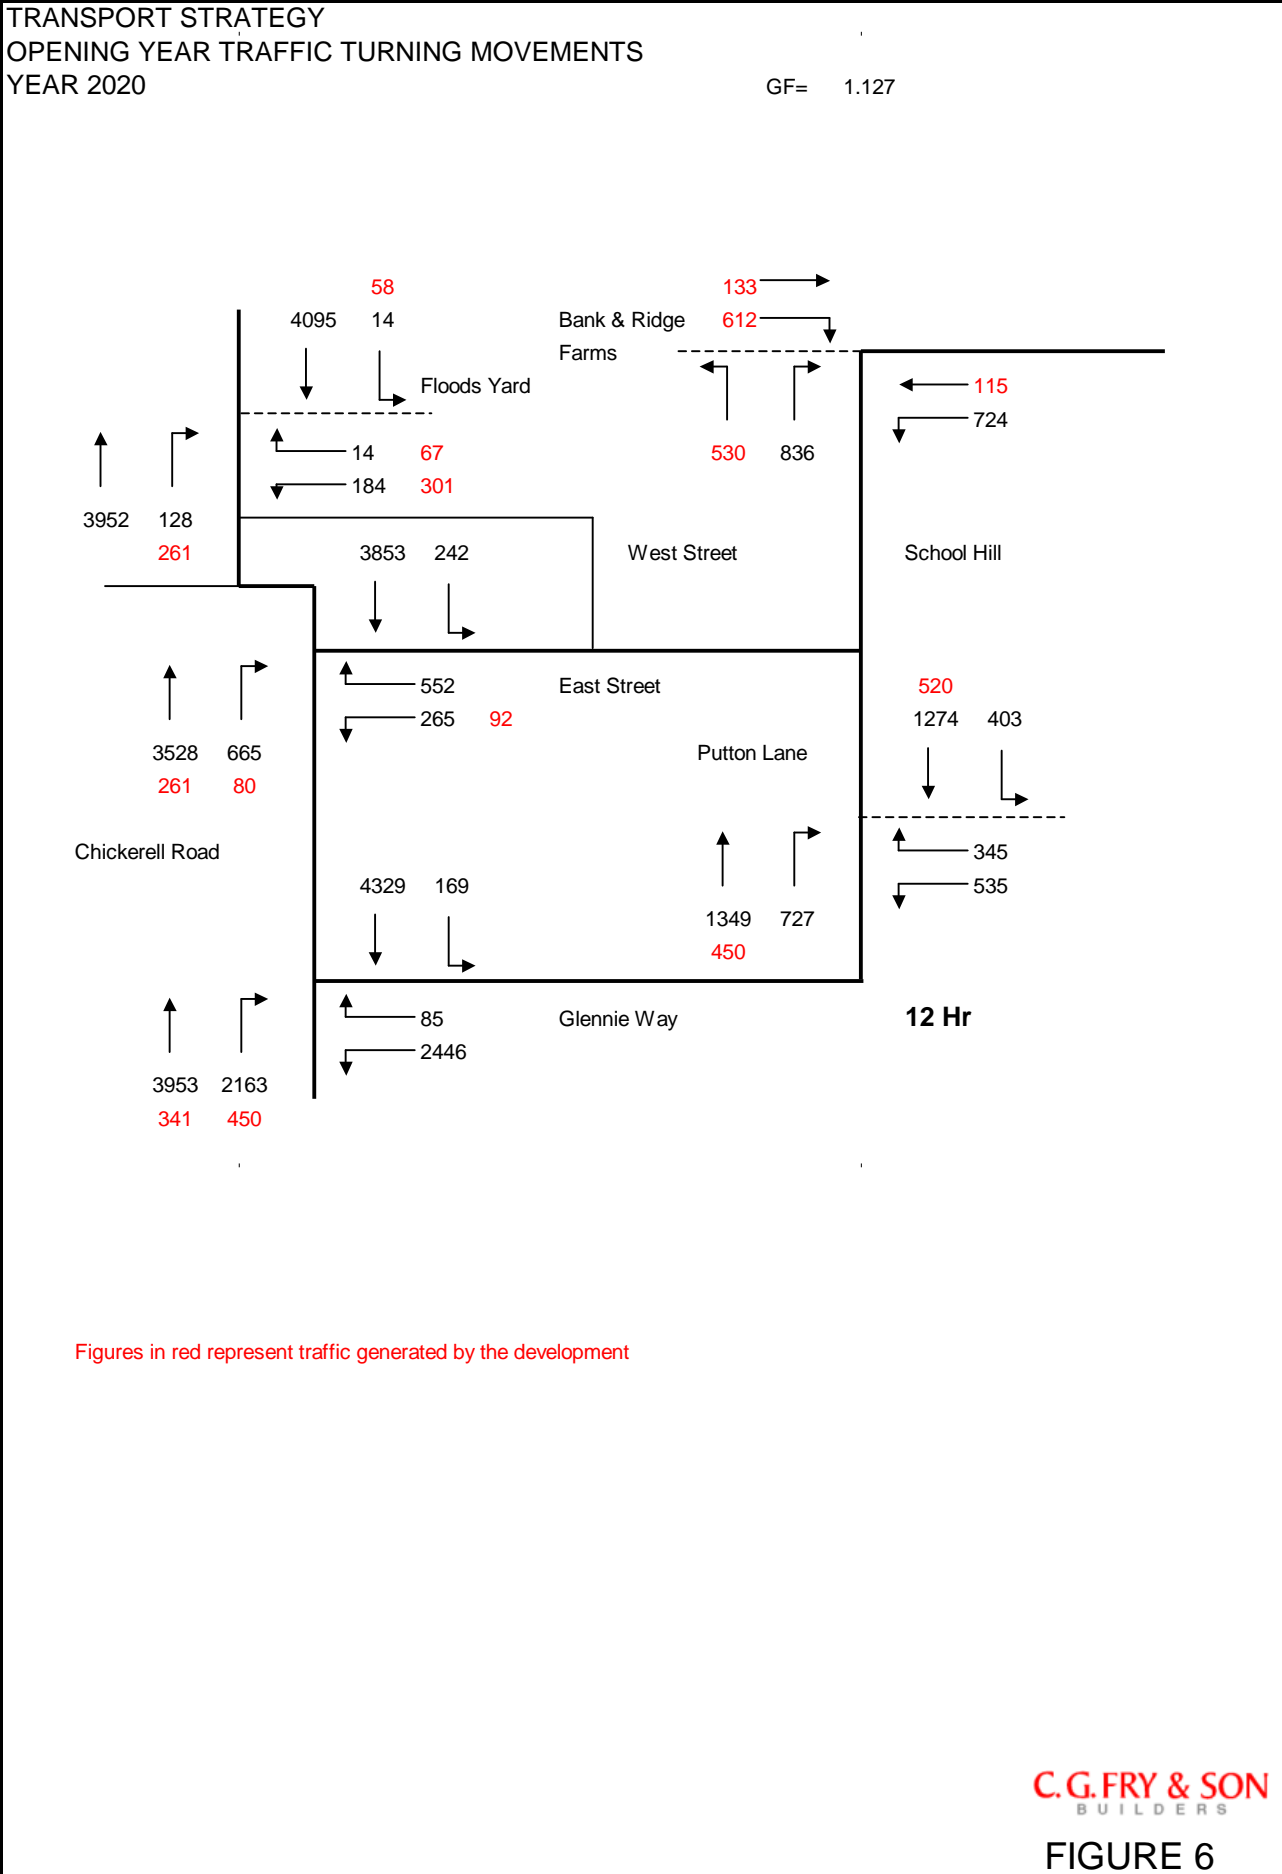 TRANSPORT STRATEGY
OPENING YEAR TRAFFIC TURNING MOVEMENTS
YEAR 2020
GF= 1.127
58 133
4095 14 Bank & Ridge 612
Farms
Floods Yard 115
724
14 67 530 836
184 301
3952 128
261 3853 242 West Street School Hill
552 East Street 520
265 92 1274 403
3528 665 Putton Lane
261 80
Chickerell Road 345
4329 169 535
1349 727
450
85 Glennie Way 12 Hr
2446
3953 2163
341 450
Figures in red represent traffic generated by the development
C.G.FRY & SON
BUILDERS
FIGURE 6